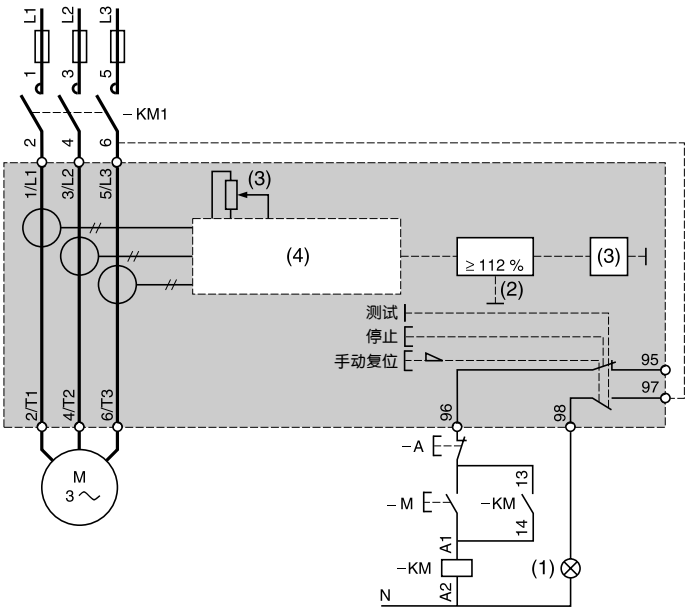 L1
L2
L3
1
3
5
–KM1
2
4
6
1/L1
3/L2
5/L3
(3)
(4)
≥ 112 %
(3)
(2)
测试
停止
手动复位
95
97
2/T1
4/T2
6/T3
96
98
–A
M
3
13
–M
–KM
14
A1
–KM
(1)
A2
N